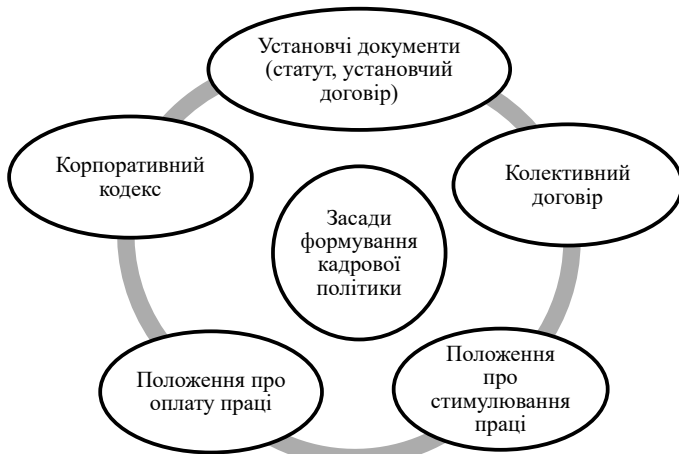 Установчі документи
(статут, установчий
договір)
Корпоративний
кодекс
Колективний
договір
Засади
формування
кадрової
політики
Положення про
оплату праці
Положення
про
стимулювання
праці